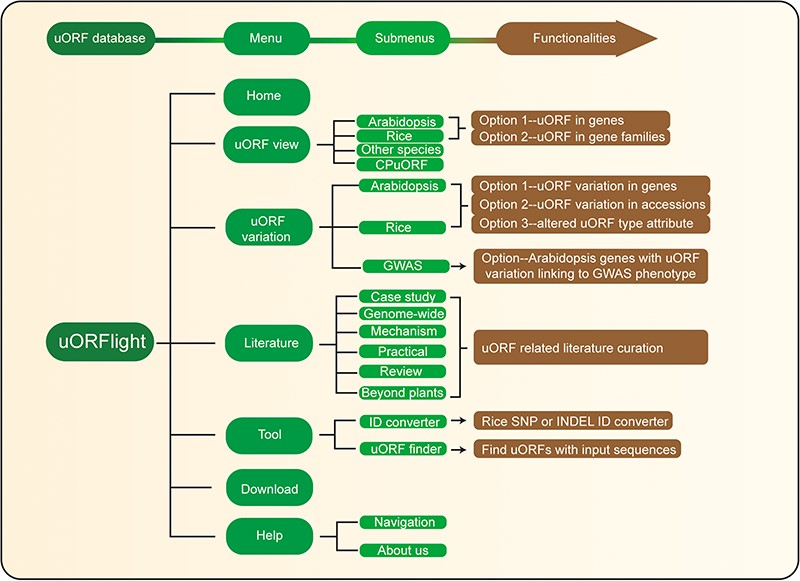 uORF database
Menu
Submenus
Functionalities
Home
uORF view
Arabidopsis
Rice
Other species
CPuORF
Option 1--uORF in genes
Option 2--uORF in gene families
uORF
variation
Arabidopsis
Rice
GWAS
Option 1--uORF variation in genes
Option 2--uORF variation in accessions
Option 3--altered uORF type attribute
Option--Arabidopsis genes with uORF
variation linking to GWAS phenotype
uORFlight
Literature
Case study
Genome-wide
Mechanism
Practical
Review
Beyond plants
uORF related literature curation
Tool
ID converter
uORF finder
Rice SNP or INDEL ID converter
Find uORFs with input sequences
Download
Help
Navigation
About us